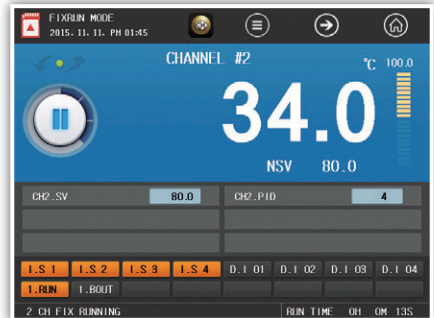 FIXRUN MODE
2015. 11. 11. PM 01:45
CHANNEL #2
℃ 100.0
34.0
NSV 80.0
CH2.SV 80.0 CH2.PID 4
I.S 1 I.S 2 I.S 3 I.S 4 D.I 01 D.I 02 D.I 03 D.I 04
1.RUN 1.BOUT
2 CH FIX RUNNING RUN TIME 0H 0M 13S